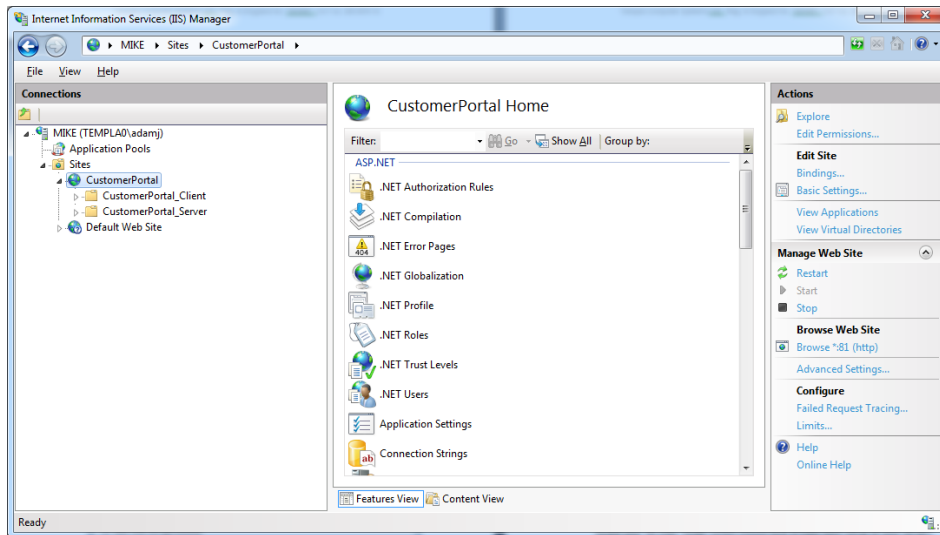 Internet Information Services (IIS) Manager
MIKE Sites CustomerPortal
File View Help
Connections
MIKE (TEMPLA0\adamj)
Application Pools
Sites
CustomerPortal
CustomerPortal_Client
CustomerPortal_Server
Default Web Site
CustomerPortal Home
Filter: Go Show All Group by:
ASP.NET
.NET Authorization Rules
.NET Compilation
404
.NET Error Pages
.NET Globalization
.NET Profile
.NET Roles
.NET Trust Levels
.NET Users
Application Settings
ab
Connection Strings
Features View Content View
Actions
Explore
Edit Permissions...
Edit Site
Bindings...
Basic Settings...
View Applications
View Virtual Directories
Manage Web Site
Restart
Start
Stop
Browse Web Site
Browse *:81 (http)
Advanced Settings...
Configure
Failed Request Tracing...
Limits...
Help
Online Help
Ready